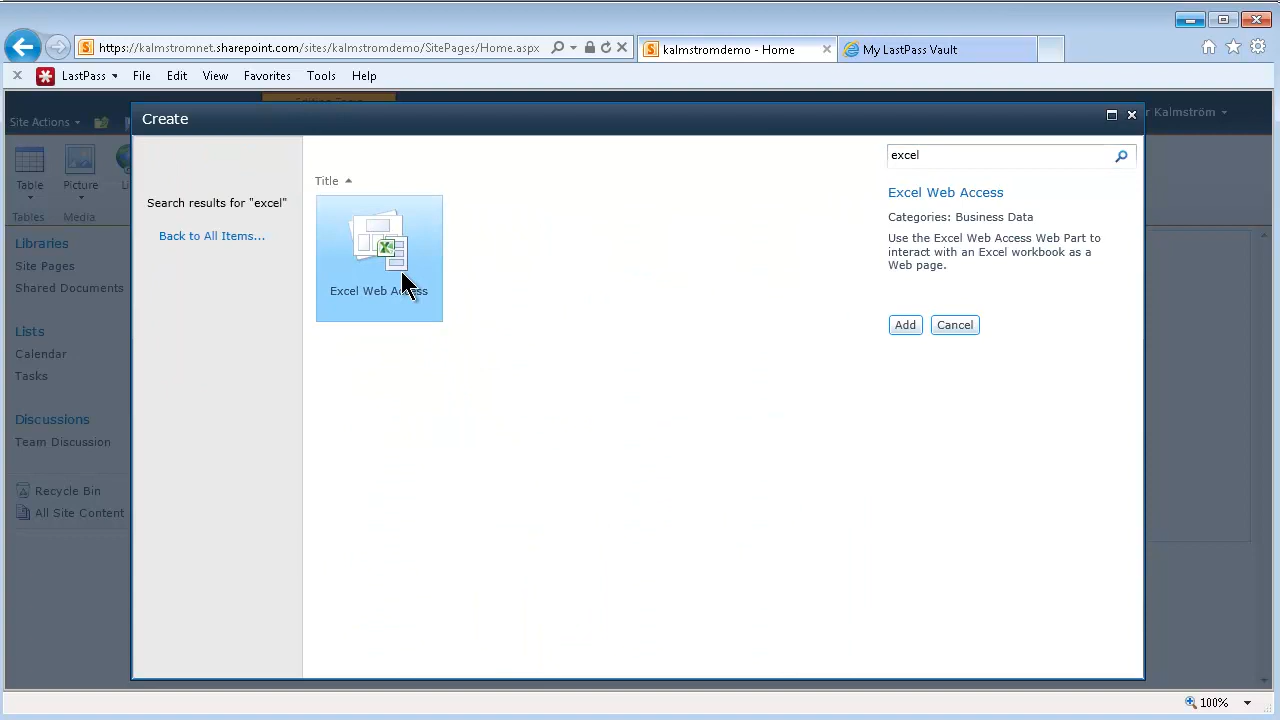 https://kalmstromnet.sharepoint.com/sites/kalmstromdemo/SitePages/Home.aspx
kalmstromdemo - Home
My LastPass Vault
LastPass
File
Edit
View
Favorites
Tools
Help
Site Actions
r Kalmström
Table
Picture
Tables
Media
Libraries
Site Pages
Shared Documents
Lists
Calendar
Tasks
Discussions
Team Discussion
Recycle Bin
All Site Content
Create
Search results for "excel"
Back to All Items...
Title
Excel Web Access
excel
Excel Web Access
Categories: Business Data
Use the Excel Web Access Web Part to
interact with an Excel workbook as a
Web page.
Add
Cancel
100%